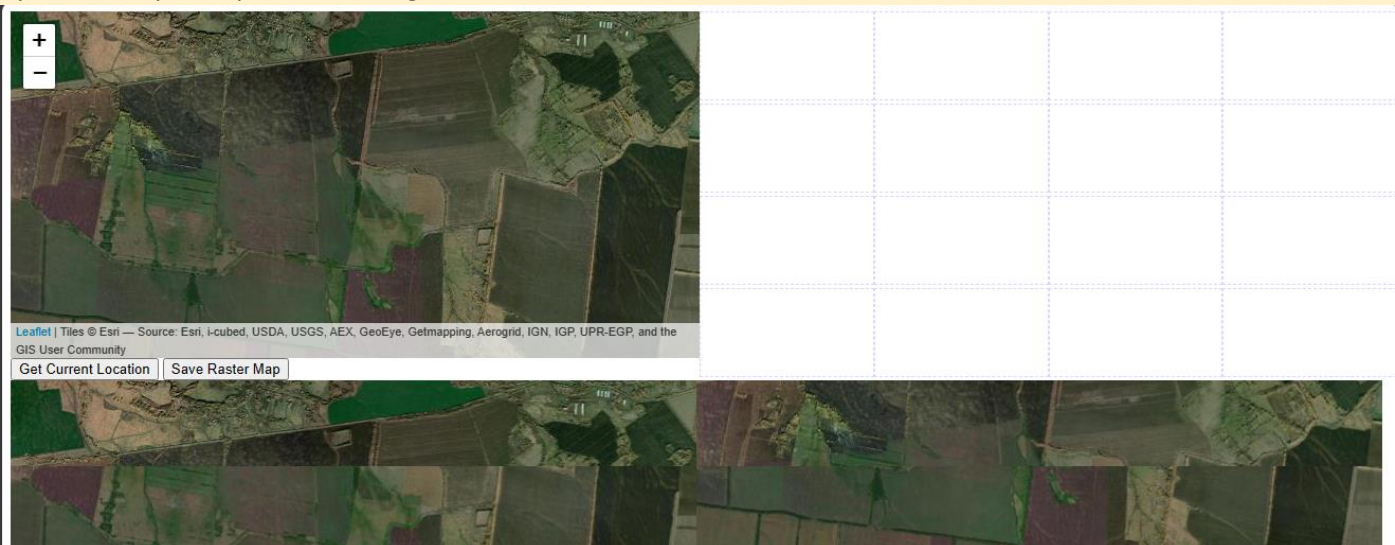 +
−
Leaflet | Tiles © Esri — Source: Esri, i-cubed, USDA, USGS, AEX, GeoEye, Getmapping, Aerogrid, IGN, IGP, UPR-EGP, and the
GIS User Community
Get Current Location Save Raster Map